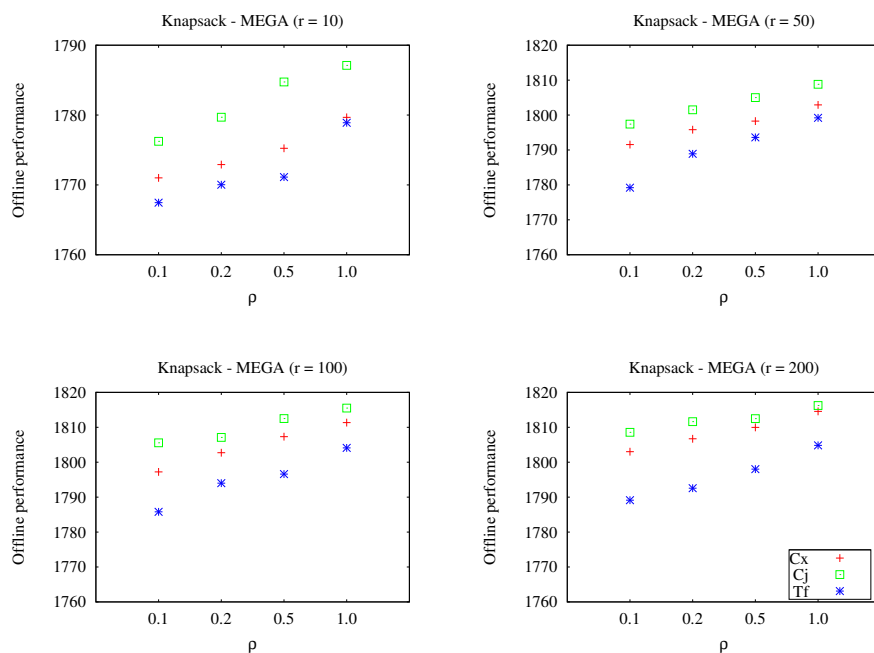 Knapsack - MEGA (r = 10)
Offline performance
1790
1780
1770
1760
0.1 0.2 0.5 1.0
ρ
Knapsack - MEGA (r = 50)
Offline performance
1820
1810
1800
1790
1780
1770
1760
0.1 0.2 0.5 1.0
ρ
Knapsack - MEGA (r = 100)
Offline performance
1820
1810
1800
1790
1780
1770
1760
0.1 0.2 0.5 1.0
ρ
Knapsack - MEGA (r = 200)
Offline performance
1820
1810
1800
1790
1780
1770
1760
0.1 0.2 0.5 1.0
ρ
Cx
Cj
Tf